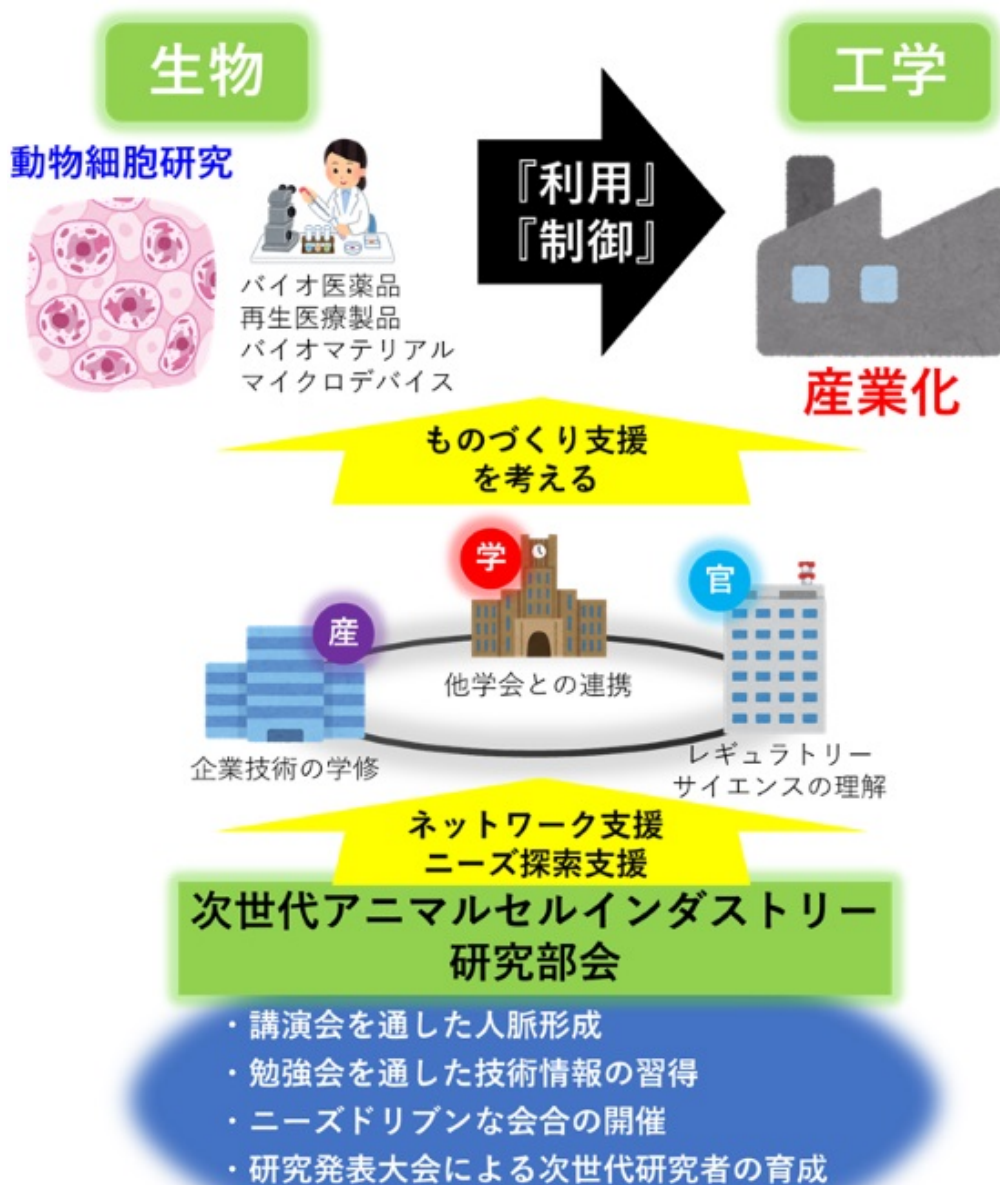 生物
工学
動物細胞研究
『利用』
『制御』
バイオ医薬品
再生医療製品
バイオマテリアル
マイクロデバイス
産業化
ものづくり支援
を考える
学
官
産
他学会との連携
企業技術の学修
レギュラトリー
サイエンスの理解
ネットワーク支援
ニーズ探索支援
次世代アニマルセルインダストリー
研究部会
・講演会を通した人脈形成
・勉強会を通した技術情報の習得
・ニーズドリブンな会合の開催
・研究発表大会による次世代研究者の育成